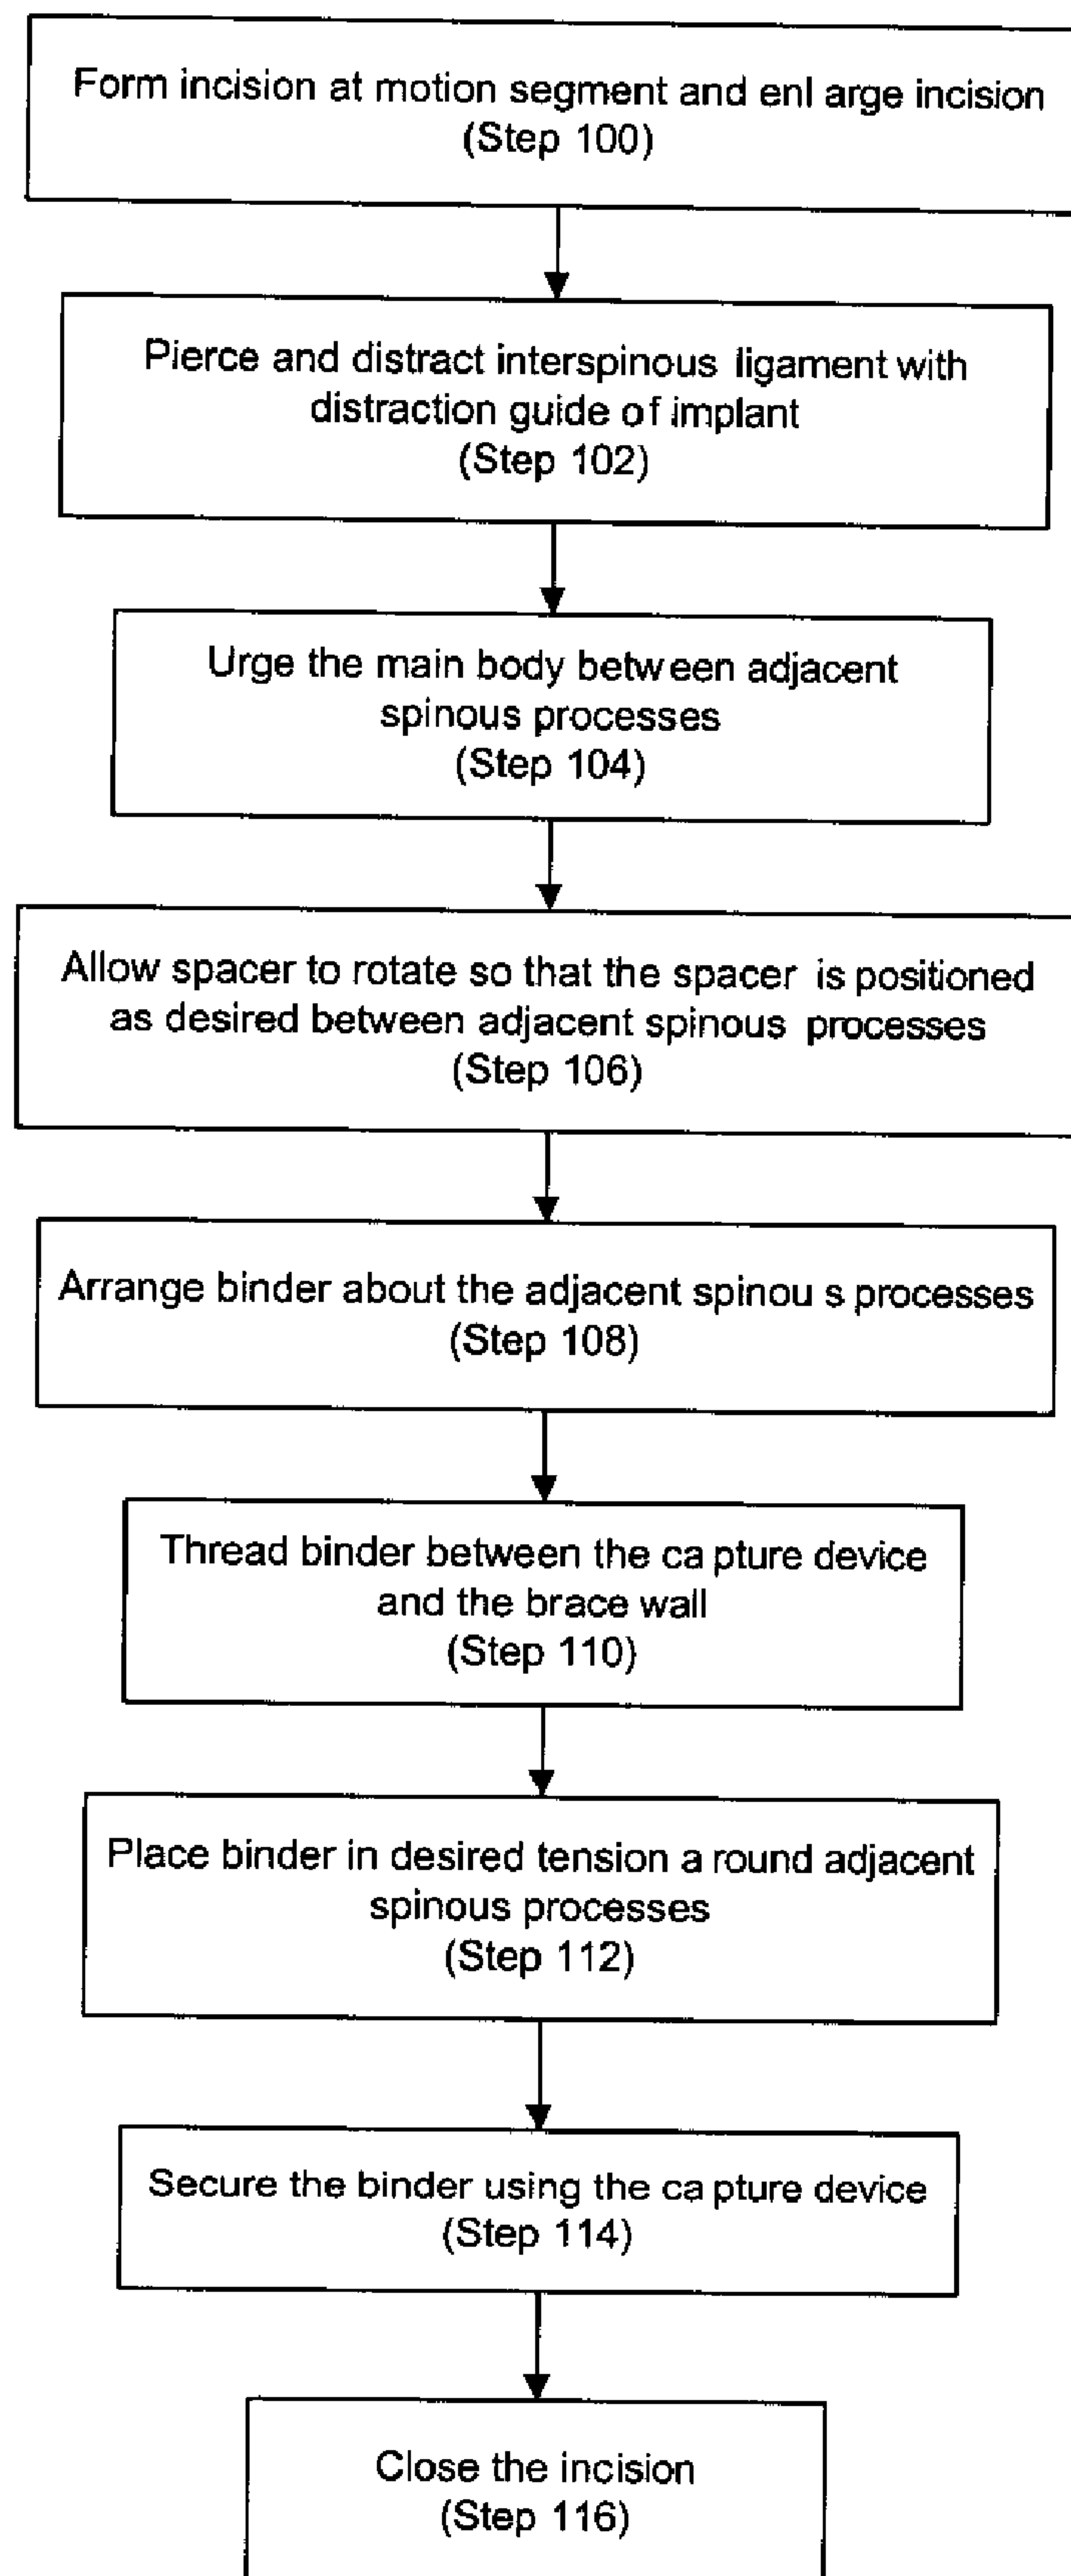 Form incision at motion segment and enl arge incision
(Step 100)
Pierce and distract interspinous ligament with
distraction guide of implant
(Step 102)
Urge the main body between adjacent
spinous processes
(Step 104)
Allow spacer to rotate so that the spacer is positioned
as desired between adjacent spinous processes
(Step 106)
Arrange binder about the adjacent spinou s processes
(Step 108)
Thread binder between the ca pture device
and the brace wall
(Step 110)
Place binder in desired tension a round adjacent
spinous processes
(Step 112)
Secure the binder using the ca pture device
(Step 114)
Close the incision
(Step 116)